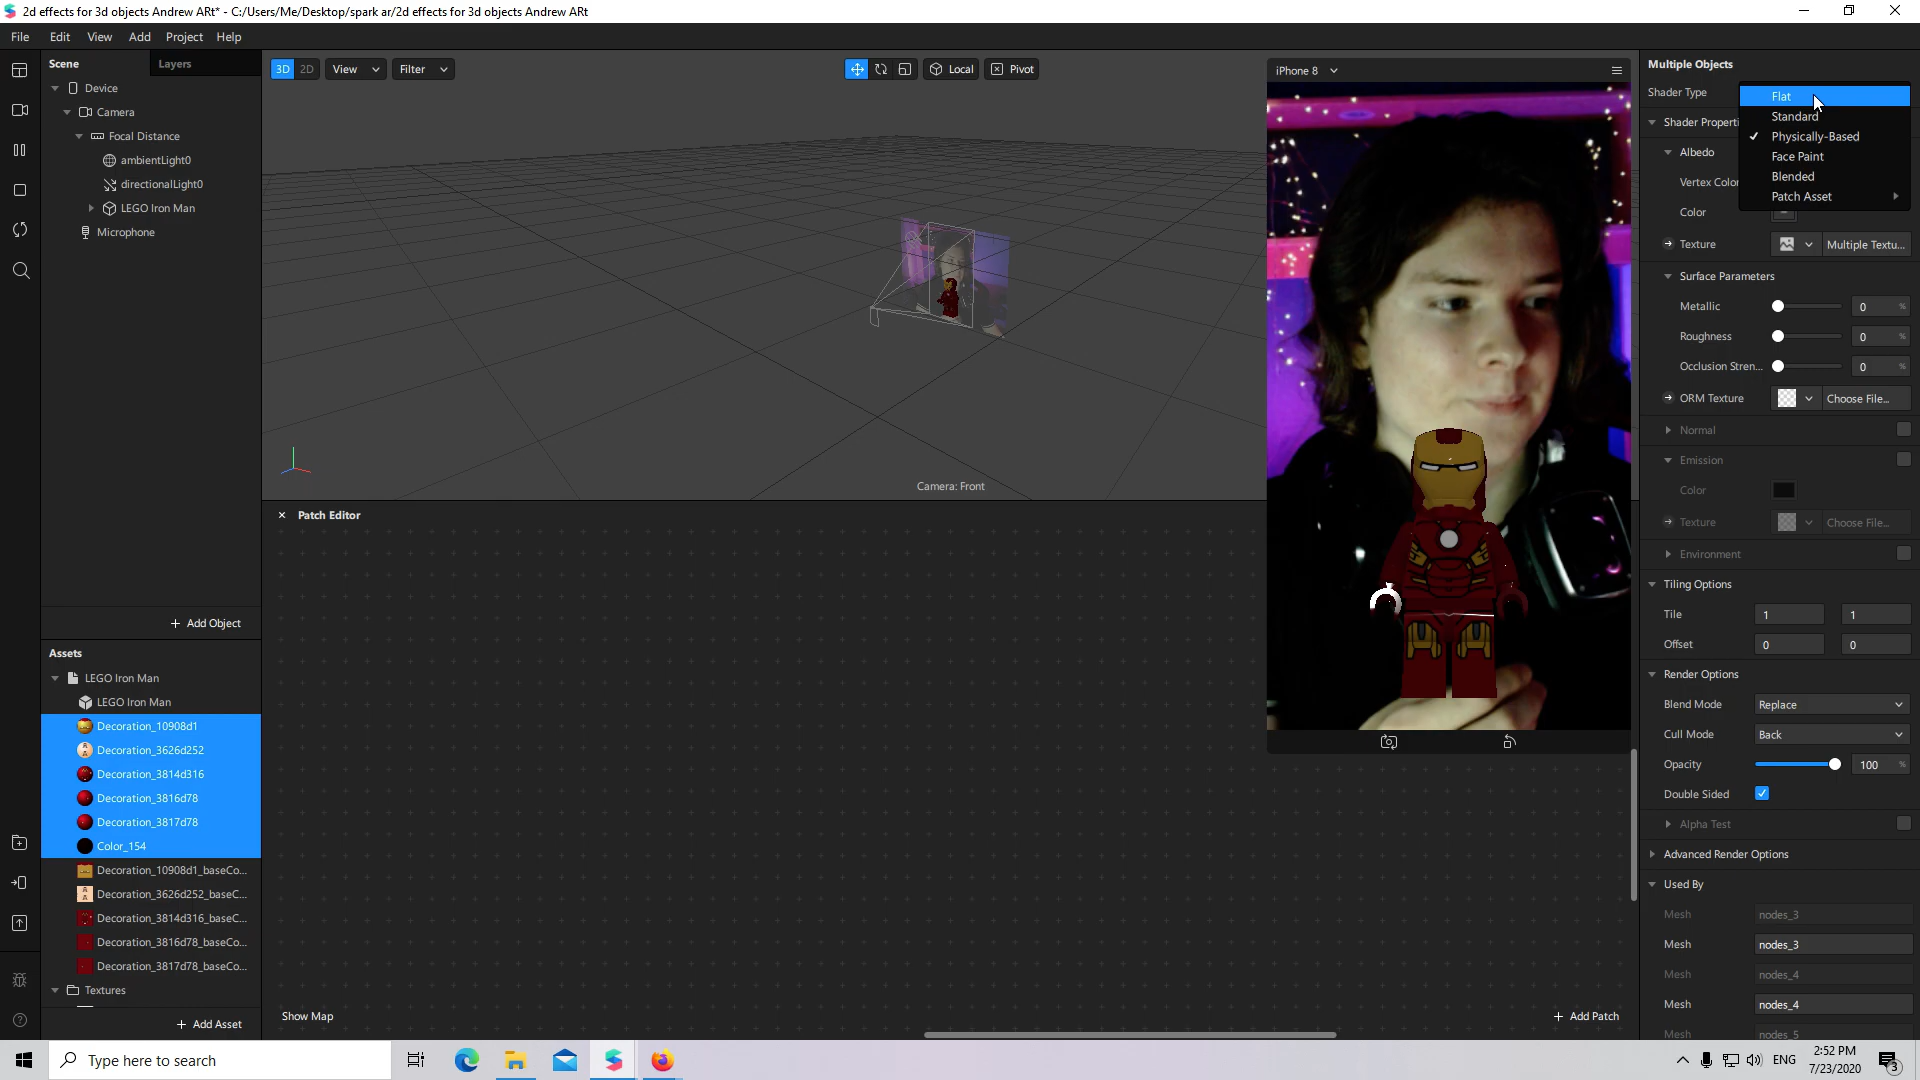 2d effects for 3d objects Andrew ARt* - C:/Users/Me/Desktop/spark ar/2d effects for 3d objects Andrew ARt
File Edit View Add Project Help
Scene Layers
Device
Camera
Focal Distance
ambientLight0
directionalLight0
LEGO Iron Man
Microphone
+ Add Object
Assets
LEGO Iron Man
LEGO Iron Man
Decoration_10908d1
Decoration_3626d252
Decoration_3814d316
Decoration_3816d78
Decoration_3817d78
Color_154
Decoration_10908d1_baseCo...
Decoration_3626d252_baseC...
Decoration_3814d316_baseC...
Decoration_3816d78_baseCo...
Decoration_3817d78_baseCo...
Textures
+ Add Asset
3D 2D View Filter
Local Pivot
Camera: Front
Patch Editor
Show Map
+ Add Patch
iPhone 8
Multiple Objects
Shader Type
Flat
Standard
Physically-Based
Face Paint
Blended
Patch Asset
Shader Properti
Albedo
Vertex Color
Color
Texture Multiple Textu...
Surface Parameters
Metallic 0 %
Roughness 0 %
Occlusion Stren... 0 %
ORM Texture Choose File...
Normal
Emission
Color
Texture Choose File...
Environment
Tiling Options
Tile 1 1
Offset 0 0
Render Options
Blend Mode Replace
Cull Mode Back
Opacity 100 %
Double Sided
Alpha Test
Advanced Render Options
Used By
Mesh nodes_3
Mesh nodes_3
Mesh nodes_4
Mesh nodes_4
Mesh nodes_5
Type here to search
ENG
2:52 PM
7/23/2020
3